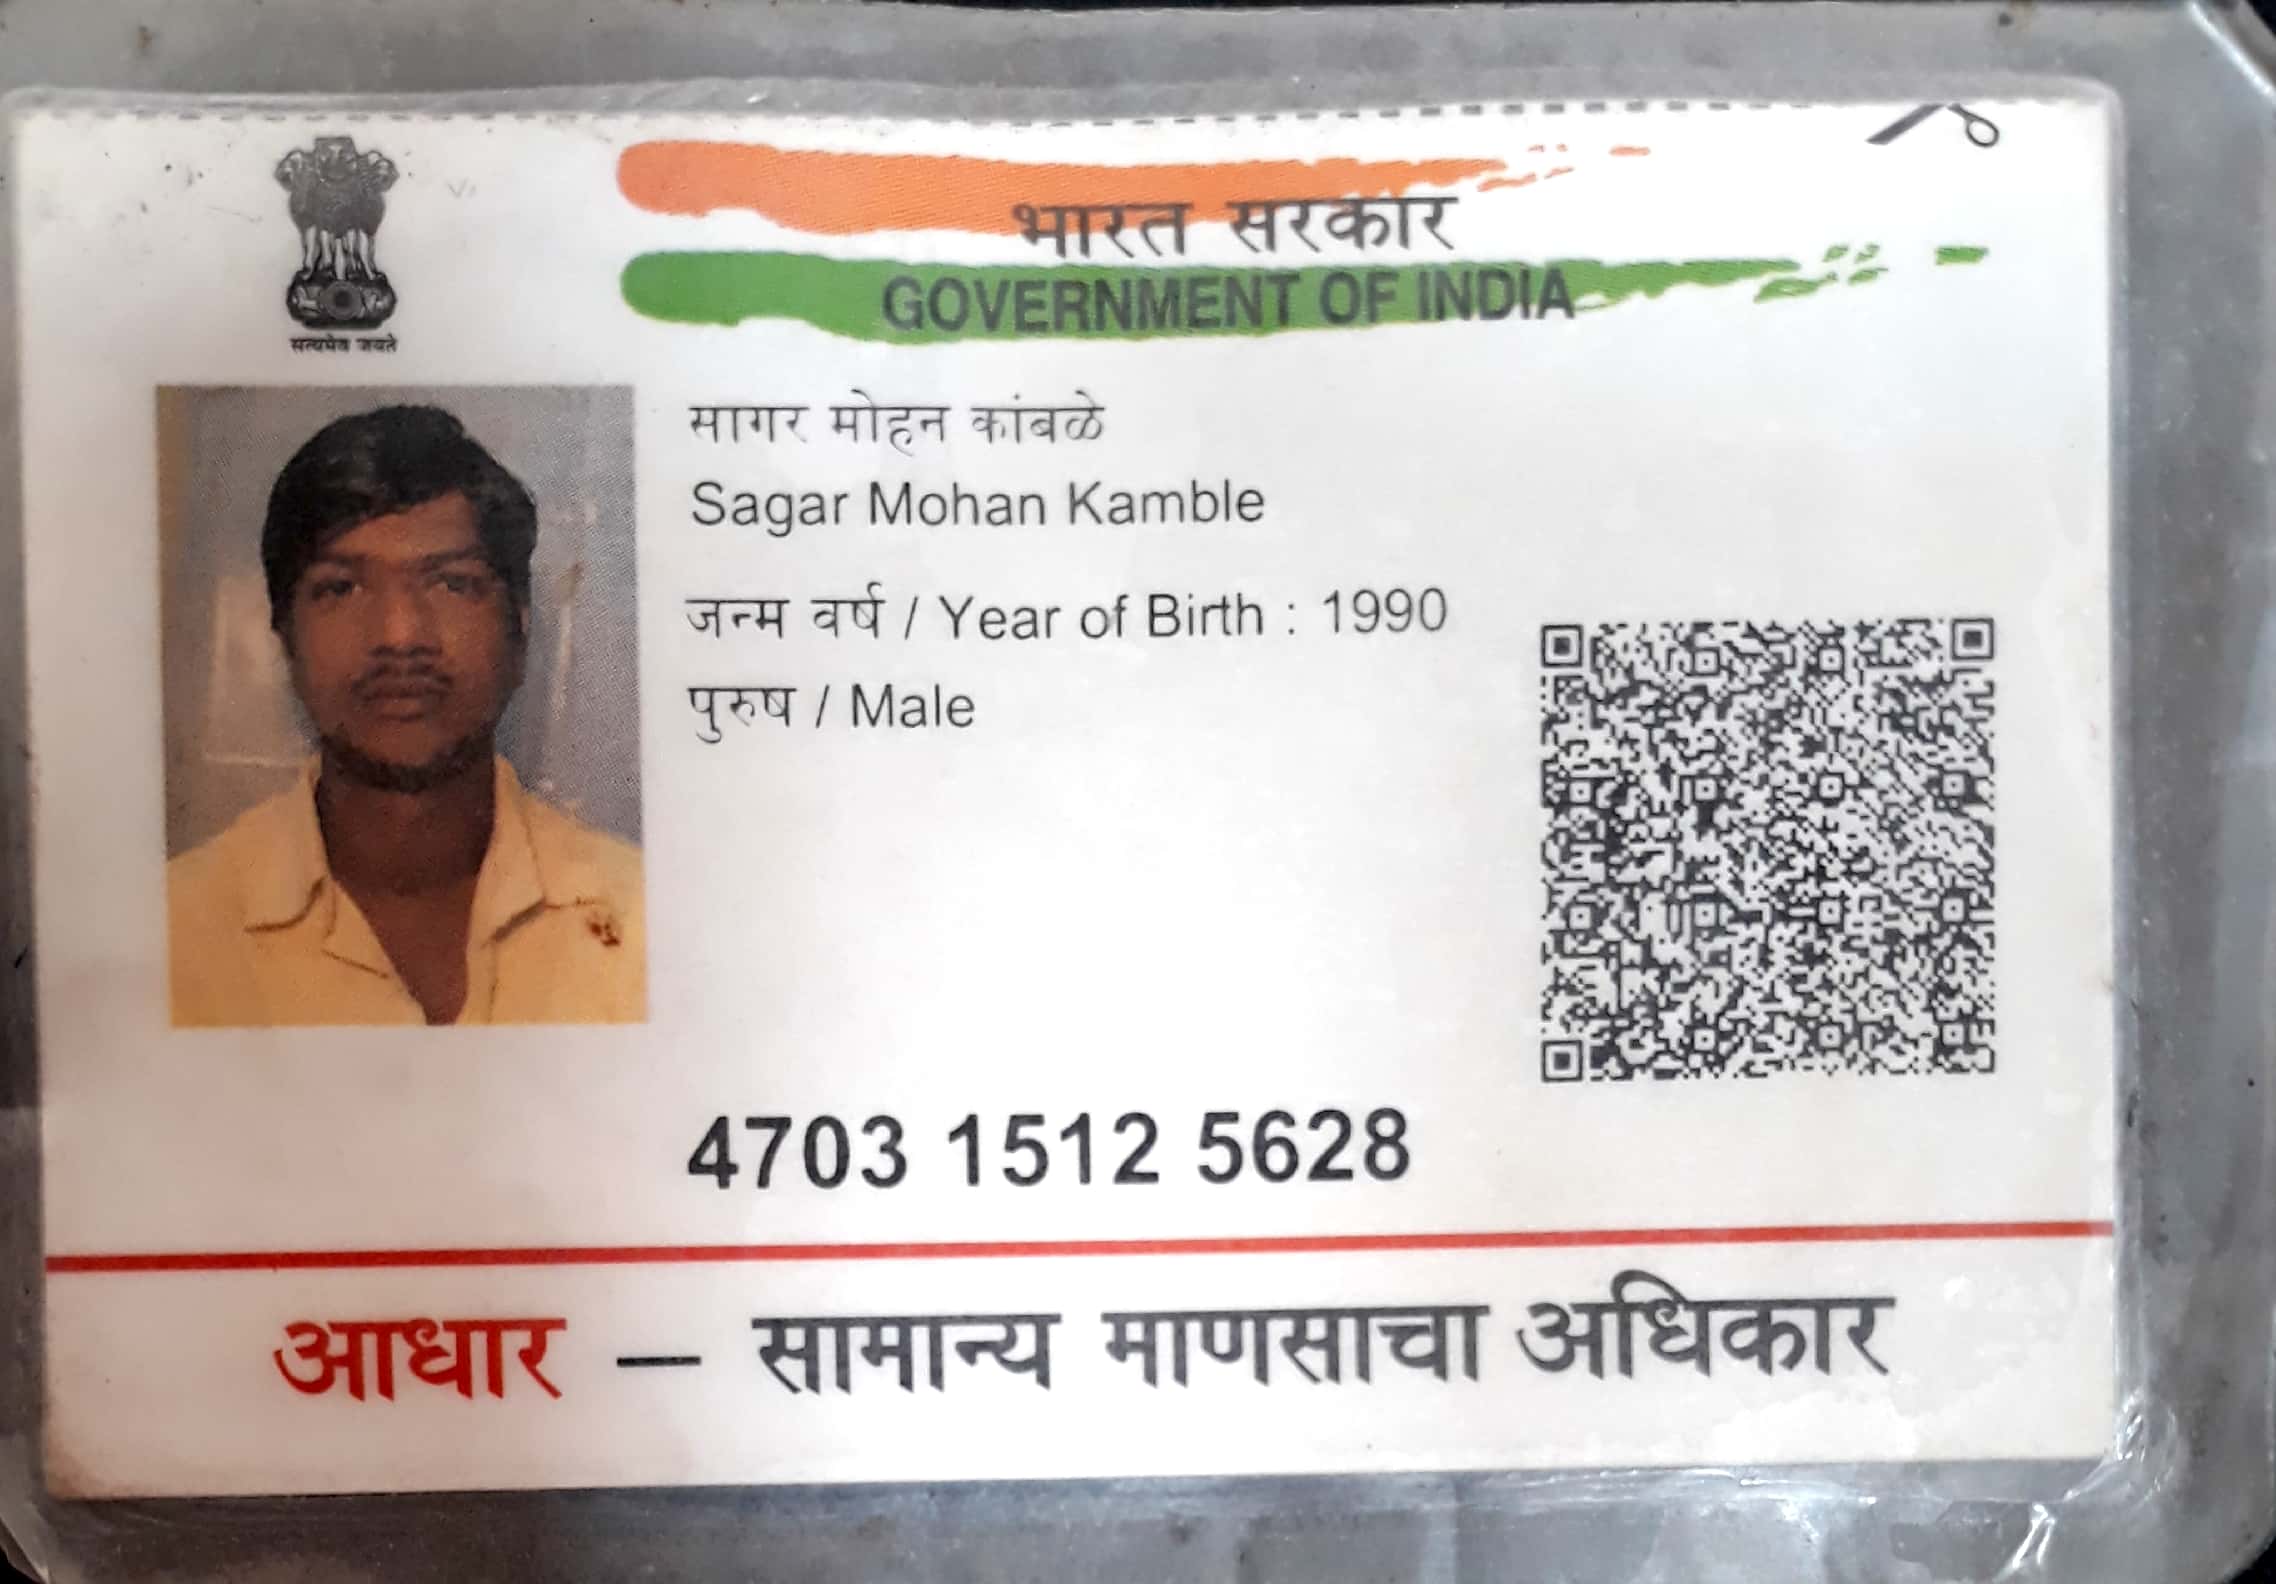 भारत सरकार
GOVERNMENT OF INDIA
सत्यमेव जयते
सागर मोहन कांबळे
Sagar Mohan Kamble
जन्म वर्ष / Year of Birth : 1990
पुरुष / Male
4703 1512 5628
आधार — सामान्य माणसाचा अधिकार